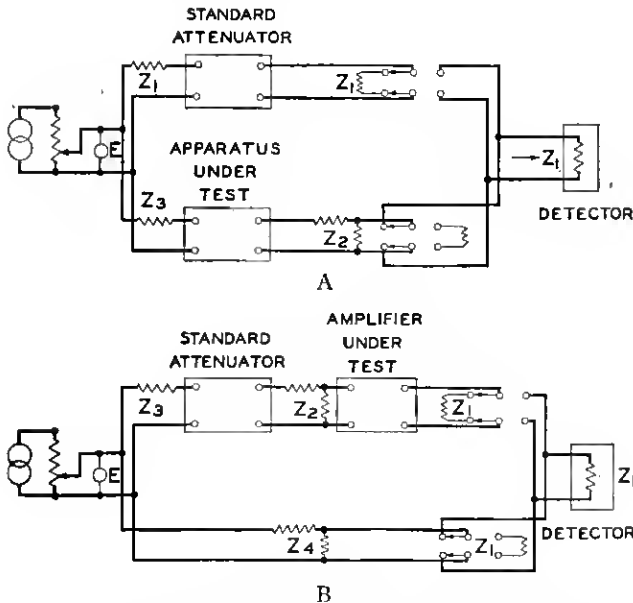 STANDARD
ATTENUATOR
Z1
Z1
E
APPARATUS
UNDER
TEST
Z1
DETECTOR
Z3
Z2
A
STANDARD
ATTENUATOR
AMPLIFIER
UNDER
TEST
Z3
Z2
Z1
E
Z1
DETECTOR
Z4
Z1
B